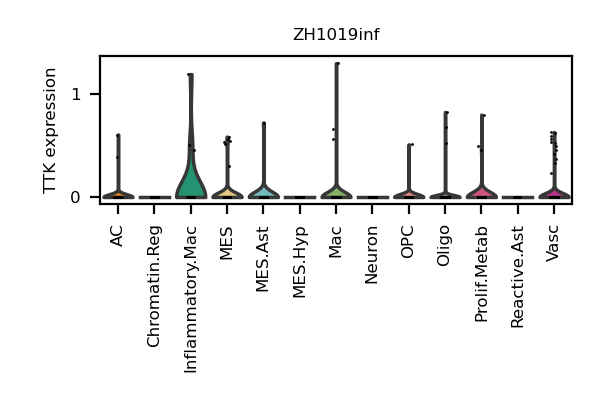 ZH1019inf
TTK expression
1
0
AC
Chromatin.Reg
Inflammatory.Mac
MES
MES.Ast
MES.Hyp
Mac
Neuron
OPC
Oligo
Prolif.Metab
Reactive.Ast
Vasc